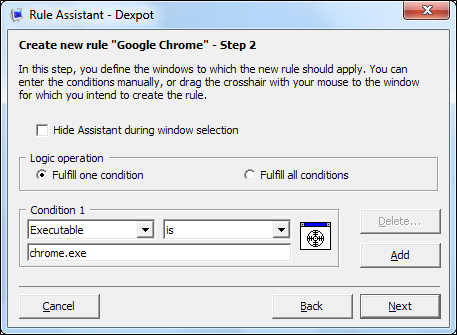 Rule Assistant - Dexpot
Create new rule "Google Chrome" - Step 2
In this step, you define the windows to which the new rule should apply. You can
enter the conditions manually, or drag the crosshair with your mouse to the window
for which you intend to create the rule.
Hide Assistant during window selection
Logic operation
Fulfill one condition Fulfill all conditions
Condition 1
Executable is Delete...
chrome.exe Add
Cancel Back Next